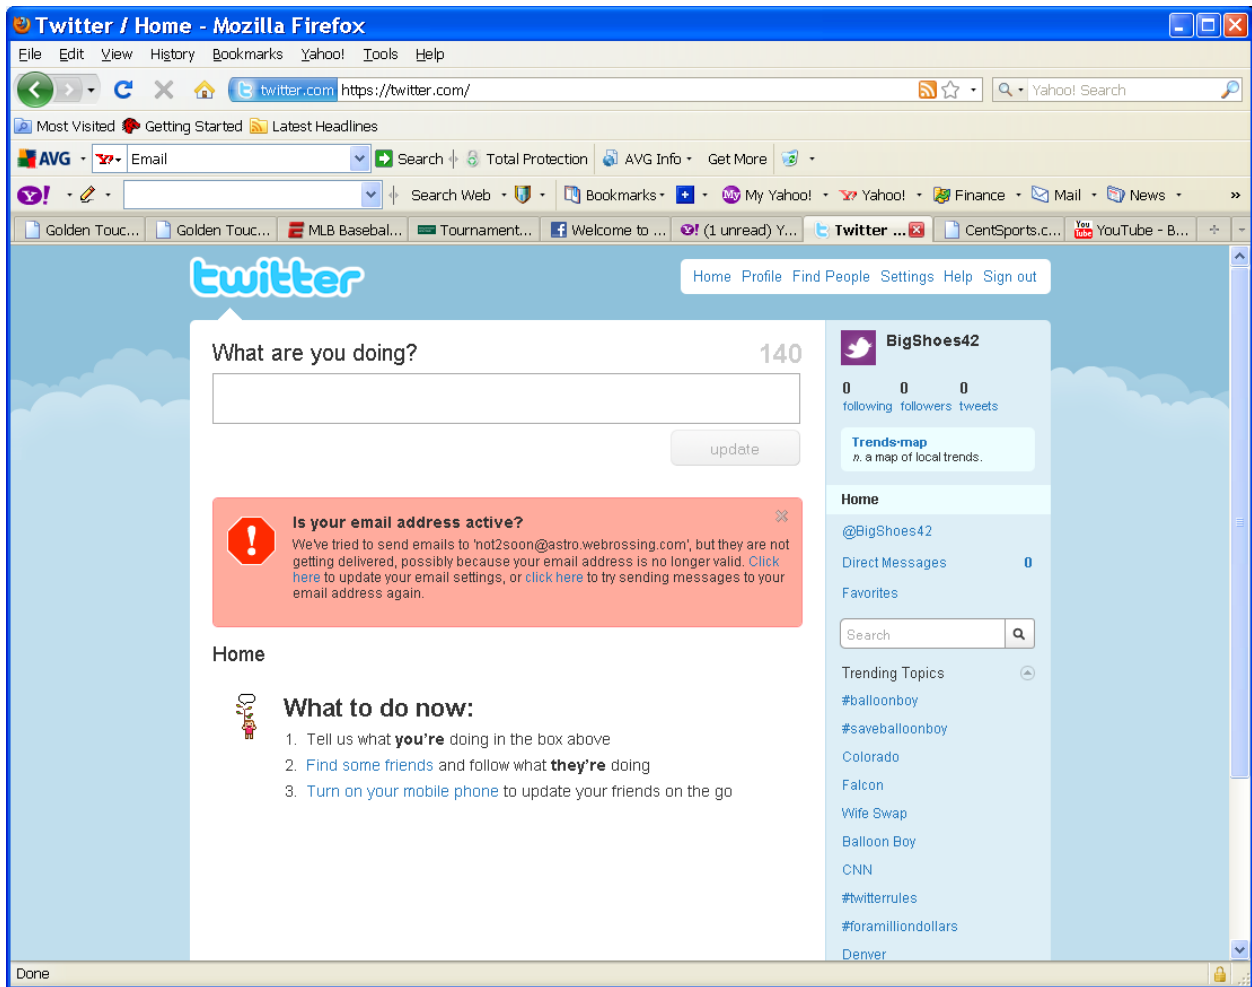 Twitter / Home - Mozilla Firefox
File Edit View History Bookmarks Yahoo! Tools Help
twitter.com https://twitter.com/ Yahoo! Search
Most Visited Getting Started Latest Headlines
AVG Email Search Total Protection AVG Info Get More
Search Web Bookmarks My Yahoo! Yahoo! Finance Mail News »
Golden Touc... Golden Touc... MLB Basebal... Tournament... Welcome to ... (1 unread) Y... Twitter ... CentSports.c... YouTube - B...
twitter
Home Profile Find People Settings Help Sign out
What are you doing? 140
update
Is your email address active?
We've tried to send emails to 'not2soon@astro.webrossing.com', but they are not
getting delivered, possibly because your email address is no longer valid. Click
here to update your email settings, or click here to try sending messages to your
email address again.
Home
What to do now:
1. Tell us what you're doing in the box above
2. Find some friends and follow what they're doing
3. Turn on your mobile phone to update your friends on the go
BigShoes42
0 0 0
following followers tweets
Trends·map
n. a map of local trends.
Home
@BigShoes42
Direct Messages 0
Favorites
Search
Trending Topics
#balloonboy
#saveballoonboy
Colorado
Falcon
Wife Swap
Balloon Boy
CNN
#twitterrules
#foramilliondollars
Denver
Done